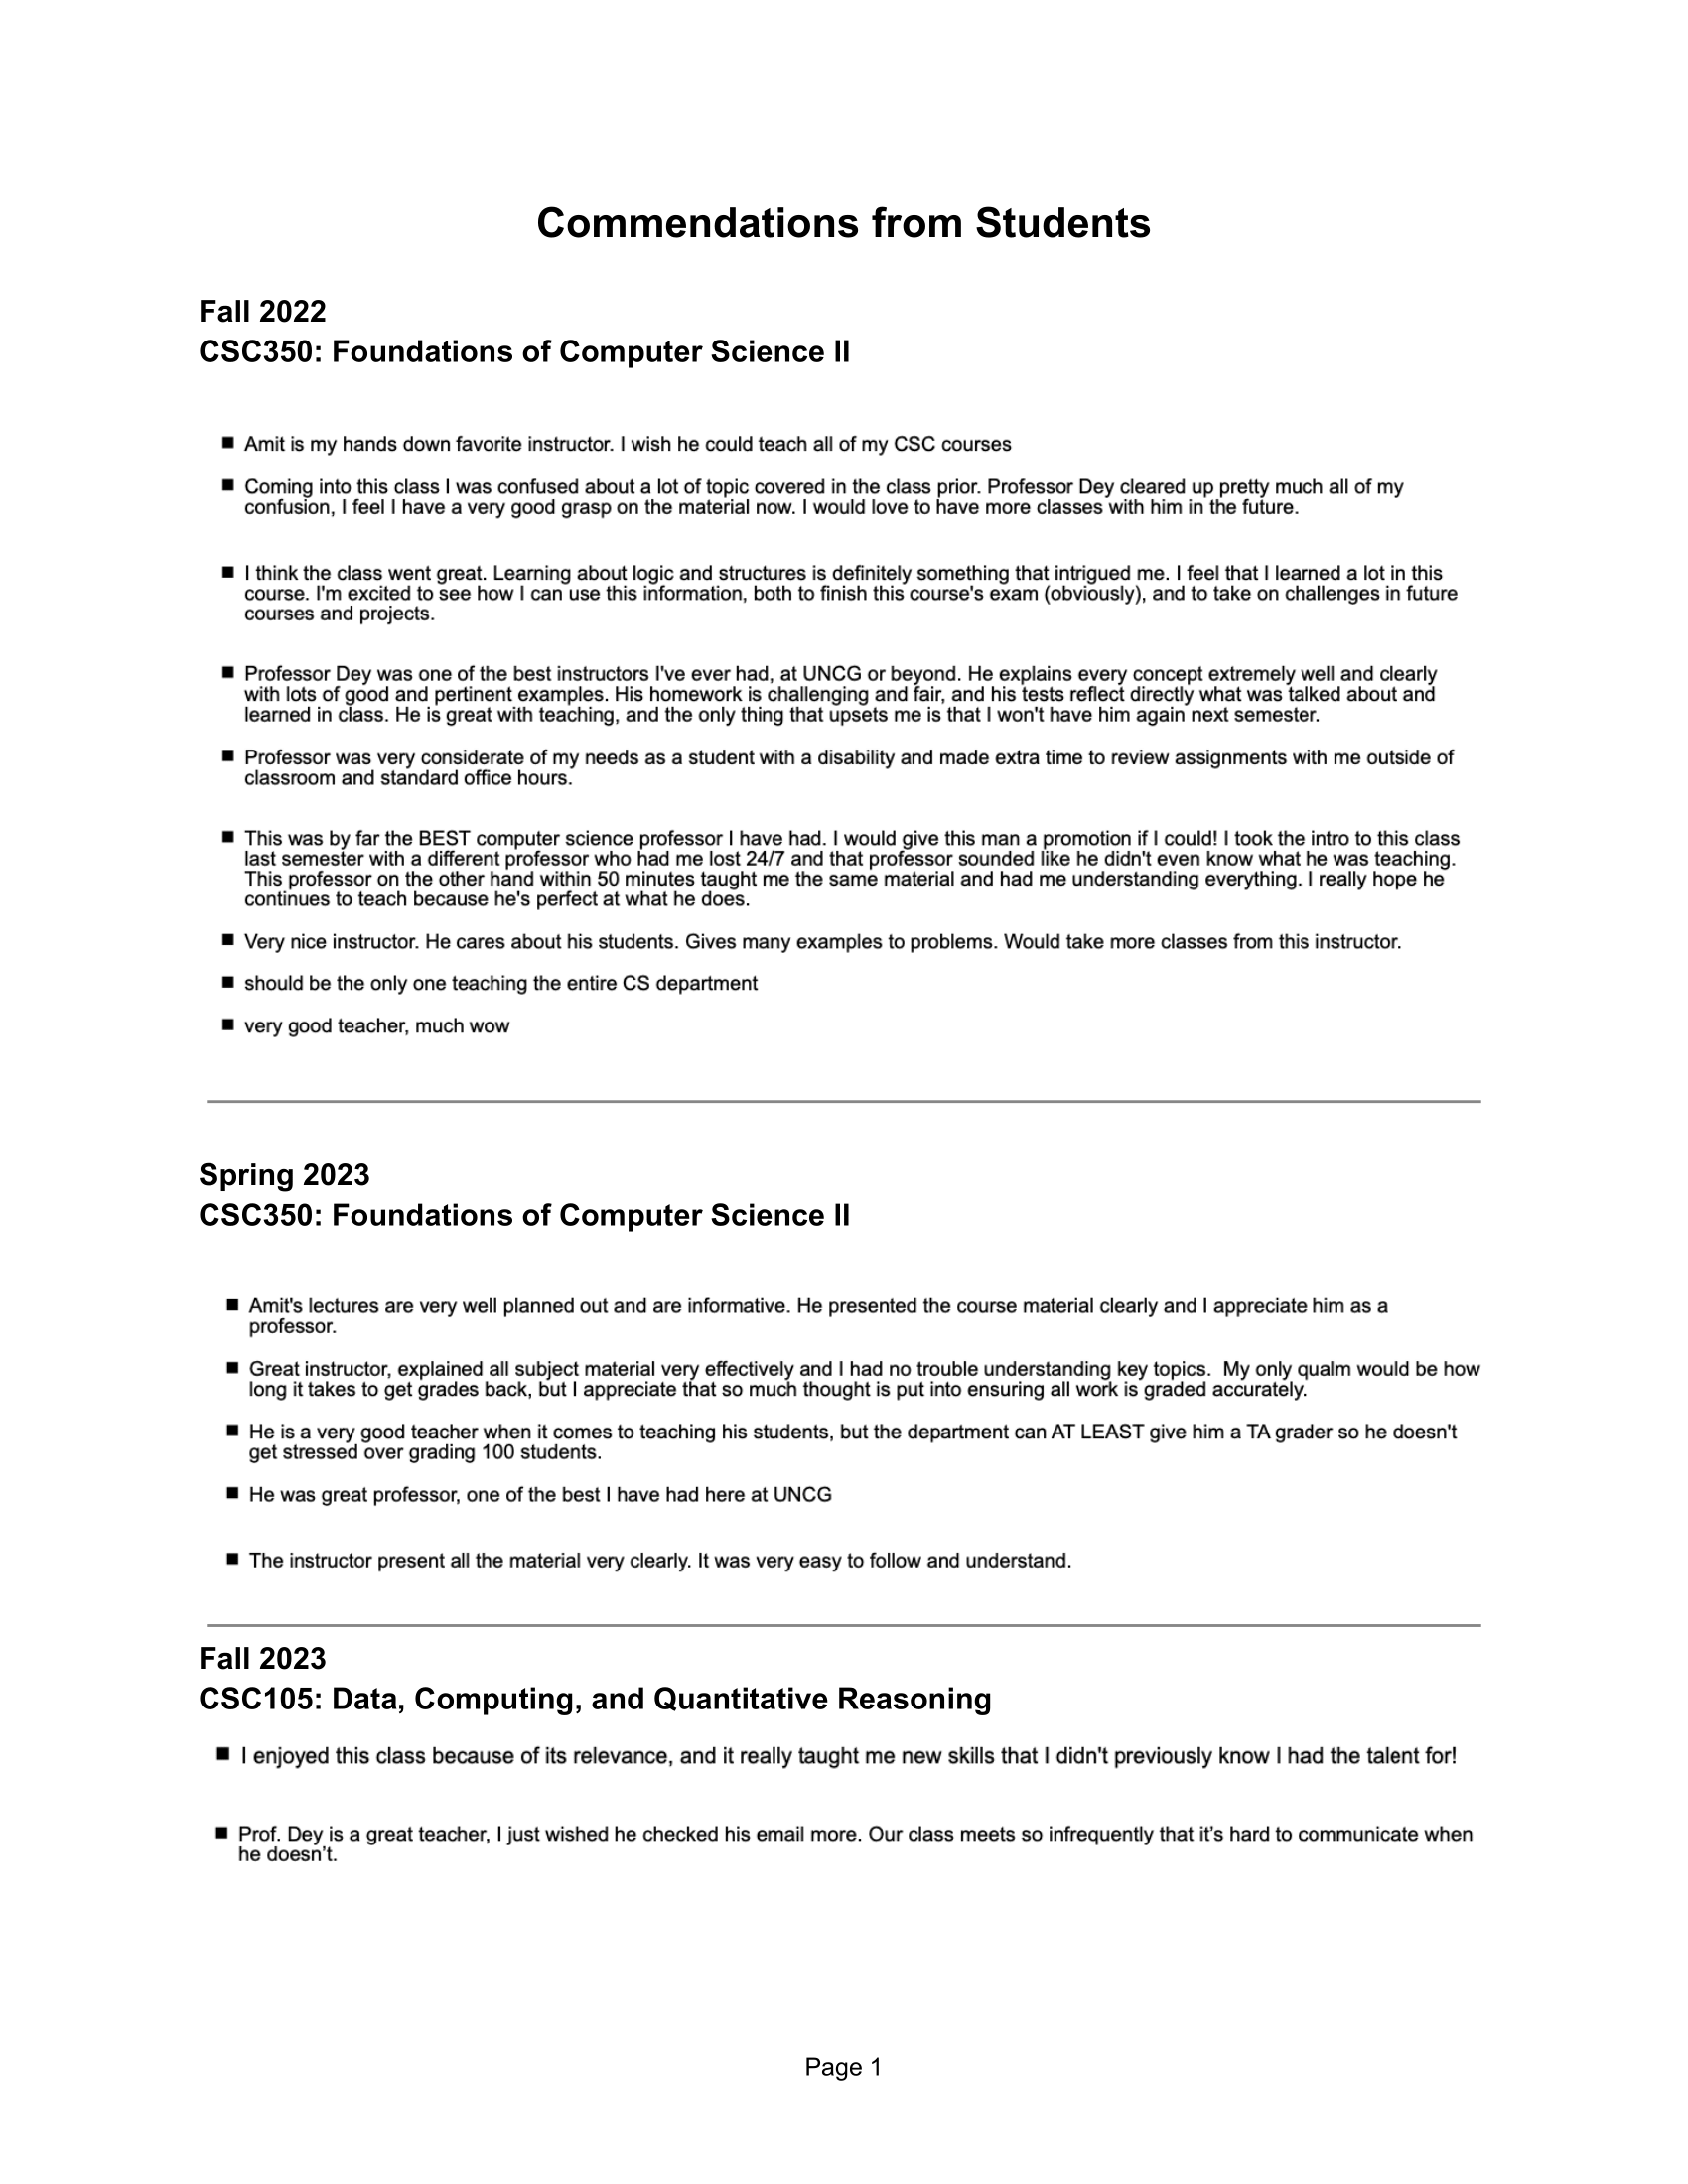 Commendations from Students
Fall 2022
CSC350: Foundations of Computer Science II
■ Amit is my hands down favorite instructor. I wish he could teach all of my CSC courses
■ Coming into this class I was confused about a lot of topic covered in the class prior. Professor Dey cleared up pretty much all of my
confusion, I feel I have a very good grasp on the material now. I would love to have more classes with him in the future.
■ I think the class went great. Learning about logic and structures is definitely something that intrigued me. I feel that I learned a lot in this
course. I'm excited to see how I can use this information, both to finish this course's exam (obviously), and to take on challenges in future
courses and projects.
■ Professor Dey was one of the best instructors I've ever had, at UNCG or beyond. He explains every concept extremely well and clearly
with lots of good and pertinent examples. His homework is challenging and fair, and his tests reflect directly what was talked about and
learned in class. He is great with teaching, and the only thing that upsets me is that I won't have him again next semester.
■ Professor was very considerate of my needs as a student with a disability and made extra time to review assignments with me outside of
classroom and standard office hours.
■ This was by far the BEST computer science professor I have had. I would give this man a promotion if I could! I took the intro to this class
last semester with a different professor who had me lost 24/7 and that professor sounded like he didn't even know what he was teaching.
This professor on the other hand within 50 minutes taught me the same material and had me understanding everything. I really hope he
continues to teach because he's perfect at what he does.
■ Very nice instructor. He cares about his students. Gives many examples to problems. Would take more classes from this instructor.
■ should be the only one teaching the entire CS department
■ very good teacher, much wow
Spring 2023
CSC350: Foundations of Computer Science II
■ Amit's lectures are very well planned out and are informative. He presented the course material clearly and I appreciate him as a
professor.
■ Great instructor, explained all subject material very effectively and I had no trouble understanding key topics.  My only qualm would be how
long it takes to get grades back, but I appreciate that so much thought is put into ensuring all work is graded accurately.
■ He is a very good teacher when it comes to teaching his students, but the department can AT LEAST give him a TA grader so he doesn't
get stressed over grading 100 students.
■ He was great professor, one of the best I have had here at UNCG
■ The instructor present all the material very clearly. It was very easy to follow and understand.
Fall 2023
CSC105: Data, Computing, and Quantitative Reasoning
■ I enjoyed this class because of its relevance, and it really taught me new skills that I didn't previously know I had the talent for!
■ Prof. Dey is a great teacher, I just wished he checked his email more. Our class meets so infrequently that it’s hard to communicate when
he doesn’t.
Page 1